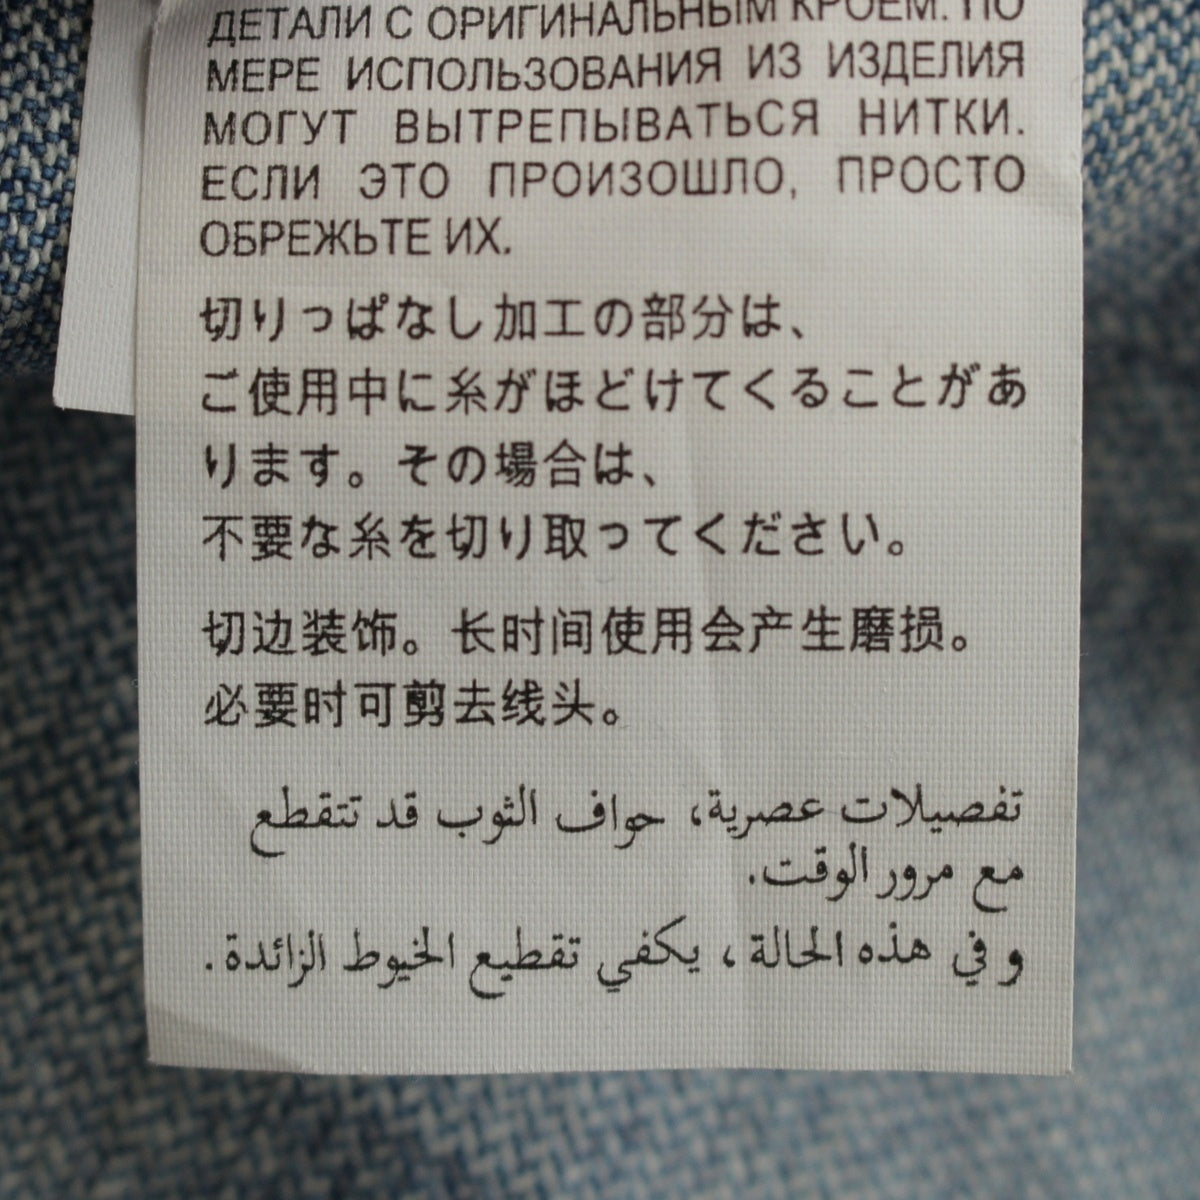 ДЕТАЛИ С ОРИГИНАЛЬНЫМ КРОЕМ. ПО
МЕРЕ ИСПОЛЬЗОВАНИЯ ИЗ ИЗДЕЛИЯ
МОГУТ ВЫТРЕПЫВАТЬСЯ НИТКИ.
ЕСЛИ ЭТО ПРОИЗОШЛО, ПРОСТО
ОБРЕЖЬТЕ ИХ.
切りっぱなし加工の部分は、
ご使用中に糸がほどけてくることがあ
ります。その場合は、
不要な糸を切り取ってください。
切边装饰。长时间使用会产生磨损。
必要时可剪去线头。
تفصيلات عصرية، حواف الثوب قد تتقطع
مع مرور الوقت.
و في هذه الحالة ، يكفي تقطيع الخيوط الزائدة.